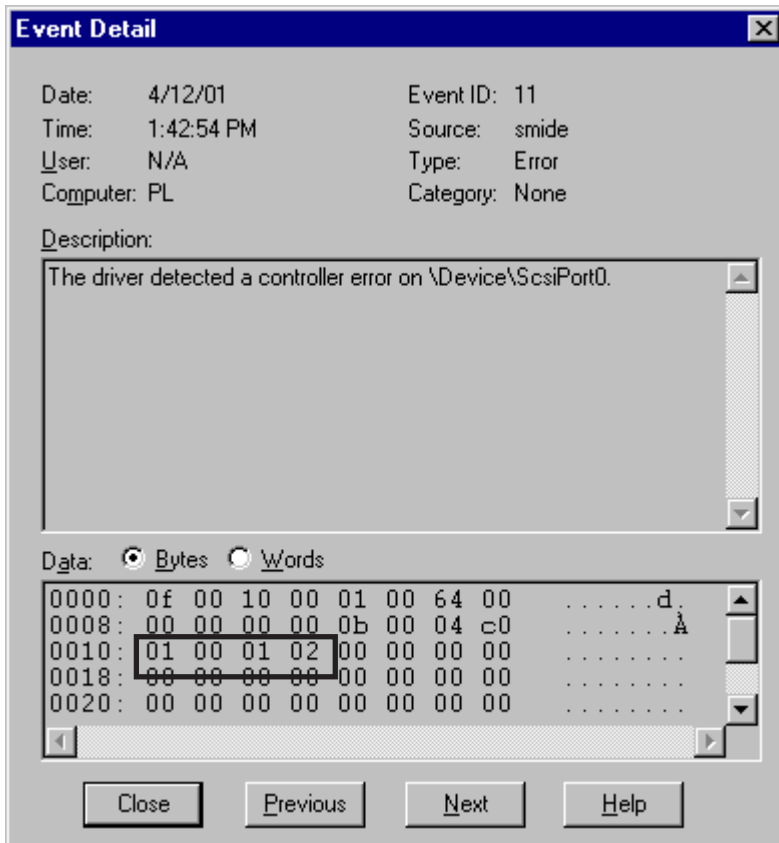 Event Detail
Date: 4/12/01 Event ID: 11
Time: 1:42:54 PM Source: smide
User: N/A Type: Error
Computer: PL Category: None
Description:
The driver detected a controller error on \Device\ScsiPort0.
Data: Bytes Words
0000: 0f 00 10 00 01 00 64 00 ......d.
0008: 00 00 00 00 0b 00 04 c0 .......À
0010: 01 00 01 02 00 00 00 00 ........
0018: 00 00 00 00 00 00 00 00 ........
0020: 00 00 00 00 00 00 00 00 ........
Close Previous Next Help